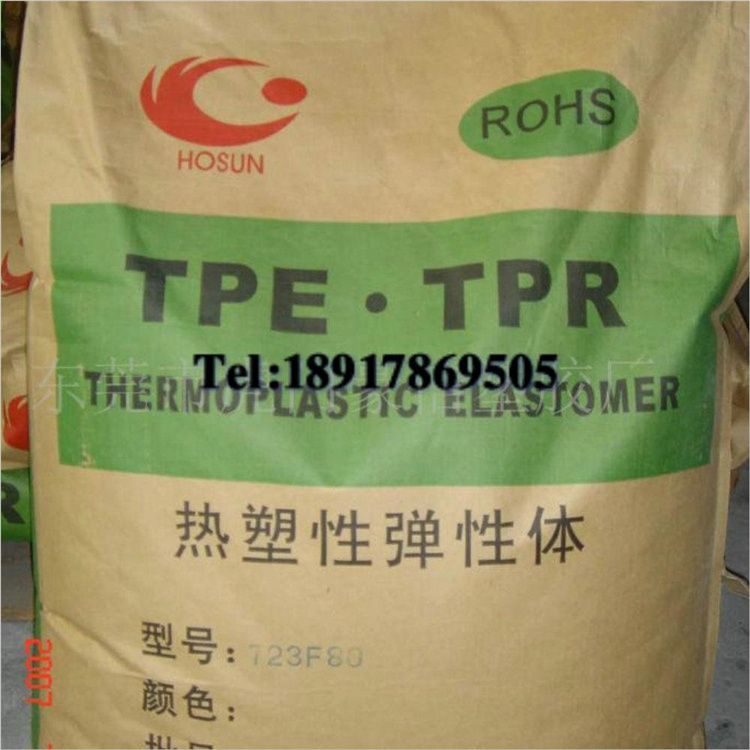 HOSUN
ROHS
TPE·TPR
Tel:18917869505
THERMOPLASTIC ELASTOMER
热塑性弹性体
型号:723F80
颜色:
2007
R